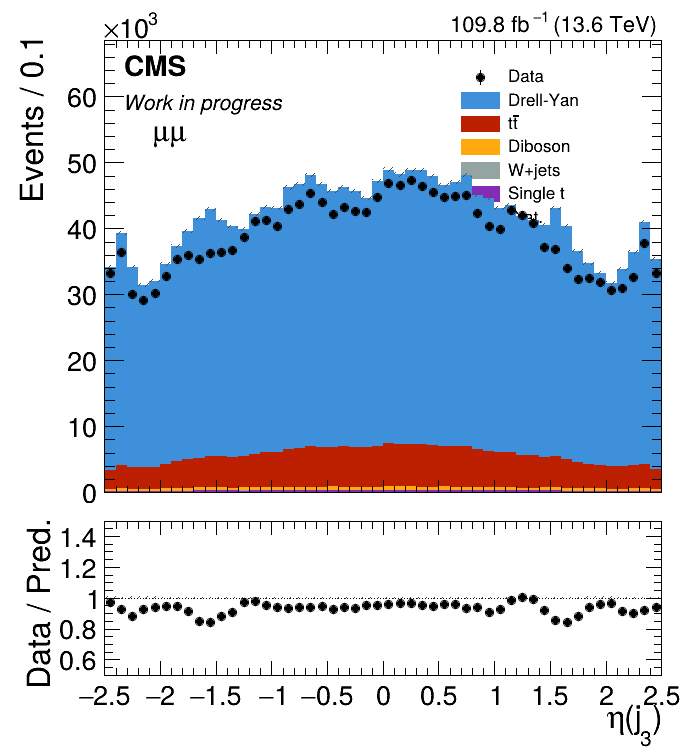 ×10³
109.8 fb⁻¹ (13.6 TeV)
CMS
Work in progress
μμ
Events / 0.1
60
50
40
30
20
10
0
Data
Drell-Yan
tt̄
Diboson
W+jets
Single t
Data / Pred.
1.4
1.2
1
0.8
0.6
−2.5 −2 −1.5 −1 −0.5 0 0.5 1 1.5 2 2.5
η(j₃)